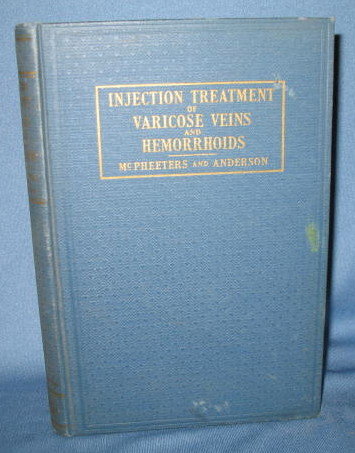 INJECTION TREATMENT
OF
VARICOSE VEINS
AND
HEMORRHOIDS
McPHEETERS AND ANDERSON